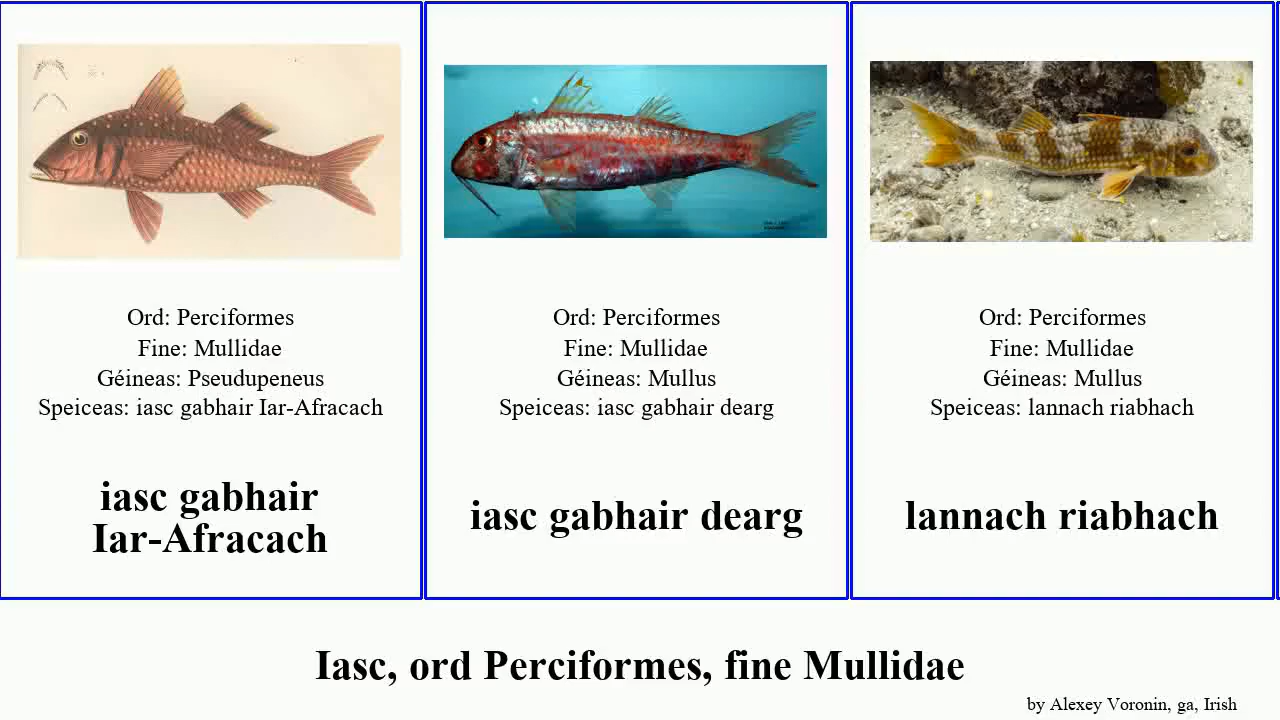 Ord: Perciformes
Fine: Mullidae
Géineas: Pseudupeneus
Speiceas: iasc gabhair Iar-Afracach
iasc gabhair
Iar-Afracach
Ord: Perciformes
Fine: Mullidae
Géineas: Mullus
Speiceas: iasc gabhair dearg
iasc gabhair dearg
Ord: Perciformes
Fine: Mullidae
Géineas: Mullus
Speiceas: lannach riabhach
lannach riabhach
Iasc, ord Perciformes, fine Mullidae
by Alexey Voronin, ga, Irish